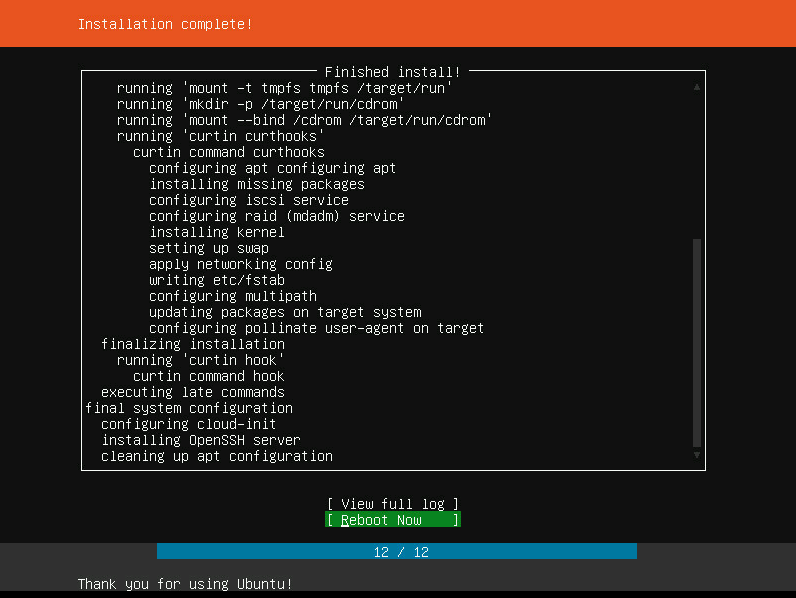 Installation complete!
Finished install!
running 'mount -t tmpfs tmpfs /target/run'
running 'mkdir -p /target/run/cdrom'
running 'mount --bind /cdrom /target/run/cdrom'
running 'curtin curthooks'
curtin command curthooks
configuring apt configuring apt
installing missing packages
configuring iscsi service
configuring raid (mdadm) service
installing kernel
setting up swap
apply networking config
writing etc/fstab
configuring multipath
updating packages on target system
configuring pollinate user-agent on target
finalizing installation
running 'curtin hook'
curtin command hook
executing late commands
final system configuration
configuring cloud-init
installing OpenSSH server
cleaning up apt configuration
[ View full log ]
[ Reboot Now ]
12 / 12
Thank you for using Ubuntu!